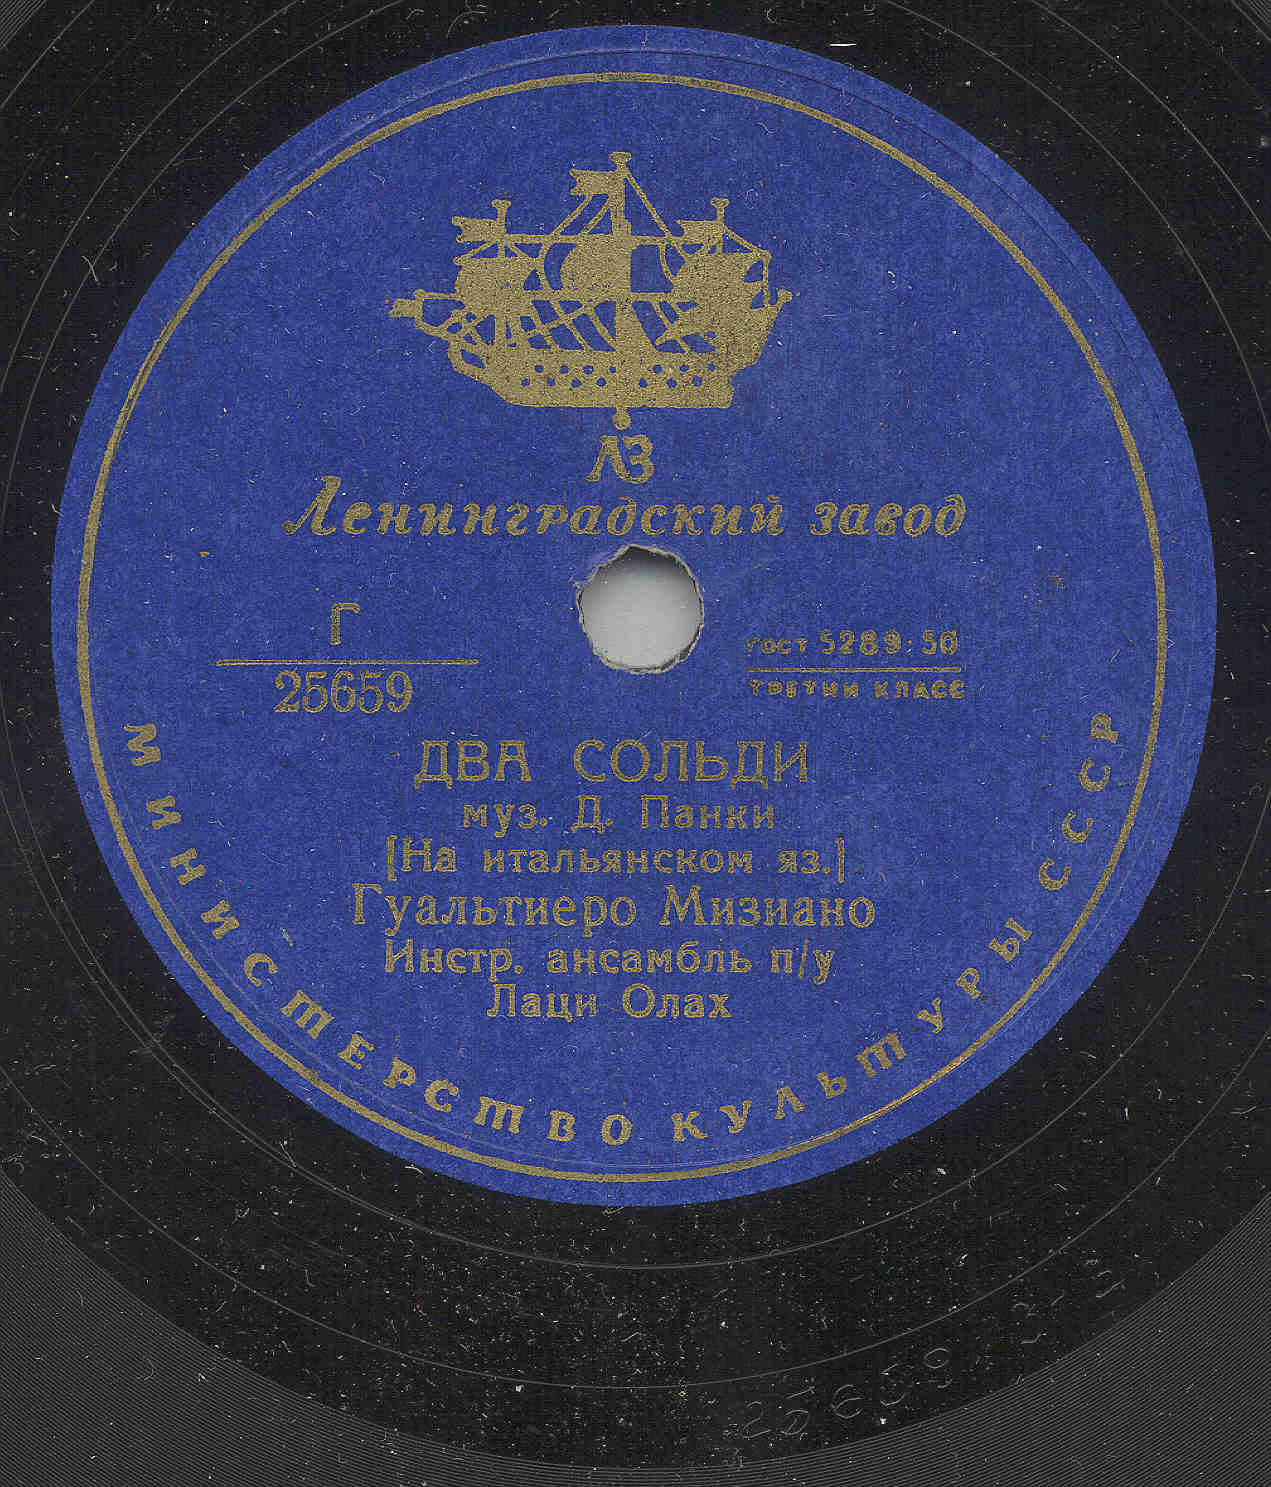 ЛЗ
Ленинградский завод
Г
25659
ГОСТ 5289:50
ТРЕТИЙ КЛАСС
ДВА СОЛЬДИ
муз. Д. Панки
[На итальянском яз.]
Гуальтиеро Мизиано
Инстр. ансамбль п/у
Лаци Олах
МИНИСТЕРСТВО КУЛЬТУРЫ СССР